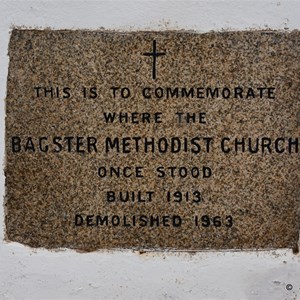 THIS IS TO COMMEMORATE
WHERE THE
BAGSTER METHODIST CHURCH
ONCE STOOD
BUILT 1913
DEMOLISHED 1963
©